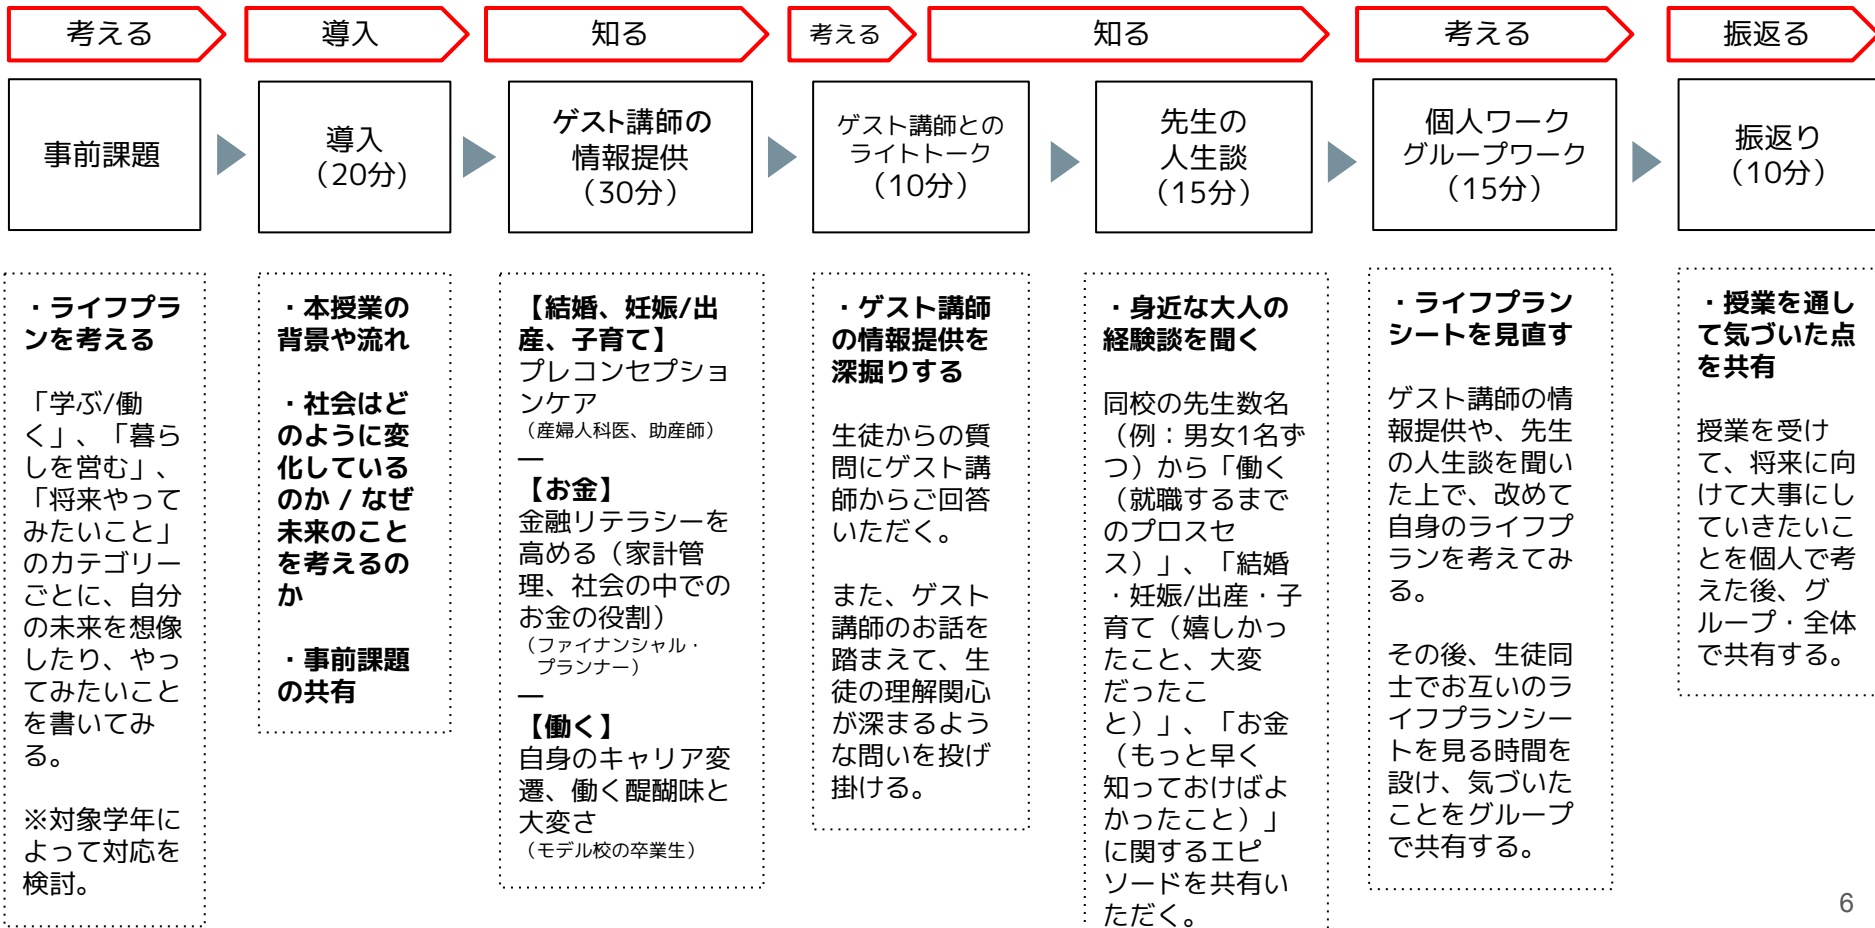 考える
導入
知る
考える
知る
考える
振返る
事前課題
導入
（20分）
ゲスト講師の
情報提供
（30分）
ゲスト講師との
ライトトーク
（10分）
先生の
人生談
（15分）
個人ワーク
グループワーク
（15分）
振返り
（10分）
・ライフプラ
ンを考える
「学ぶ/働
く」、「暮ら
しを営む」、
「将来やって
みたいこと」
のカテゴリー
ごとに、自分
の未来を想像
したり、やっ
てみたいこと
を書いてみ
る。
※対象学年に
よって対応を
検討。
・本授業の
背景や流れ
・社会はど
のように変
化している
のか / なぜ
未来のこと
を考えるの
か
・事前課題
の共有
【結婚、妊娠/出
産、子育て】
プレコンセプショ
ンケア
（産婦人科医、助産師）
―
【お金】
金融リテラシーを
高める（家計管
理、社会の中での
お金の役割）
（ファイナンシャル・
プランナー）
―
【働く】
自身のキャリア変
遷、働く醍醐味と
大変さ
（モデル校の卒業生）
・ゲスト講師
の情報提供を
深掘りする
生徒からの質
問にゲスト講
師からご回答
いただく。
また、ゲスト
講師のお話を
踏まえて、生
徒の理解関心
が深まるよう
な問いを投げ
掛ける。
・身近な大人の
経験談を聞く
同校の先生数名
（例：男女1名ず
つ）から「働く
（就職するまで
のプロスセ
ス）」、「結婚
・妊娠/出産・子
育て（嬉しかっ
たこと、大変
だったこ
と）」、「お金
（もっと早く
知っておけばよ
かったこと）」
に関するエピ
ソードを共有い
ただく。
・ライフプラン
シートを見直す
ゲスト講師の情
報提供や、先生
の人生談を聞い
た上で、改めて
自身のライフプ
ランを考えてみ
る。
その後、生徒同
士でお互いのラ
イフプランシー
トを見る時間を
設け、気づいた
ことをグループ
で共有する。
・授業を通し
て気づいた点
を共有
授業を受け
て、将来に向
けて大事にし
ていきたいこ
とを個人で考
えた後、グ
ループ・全体
で共有する。
6